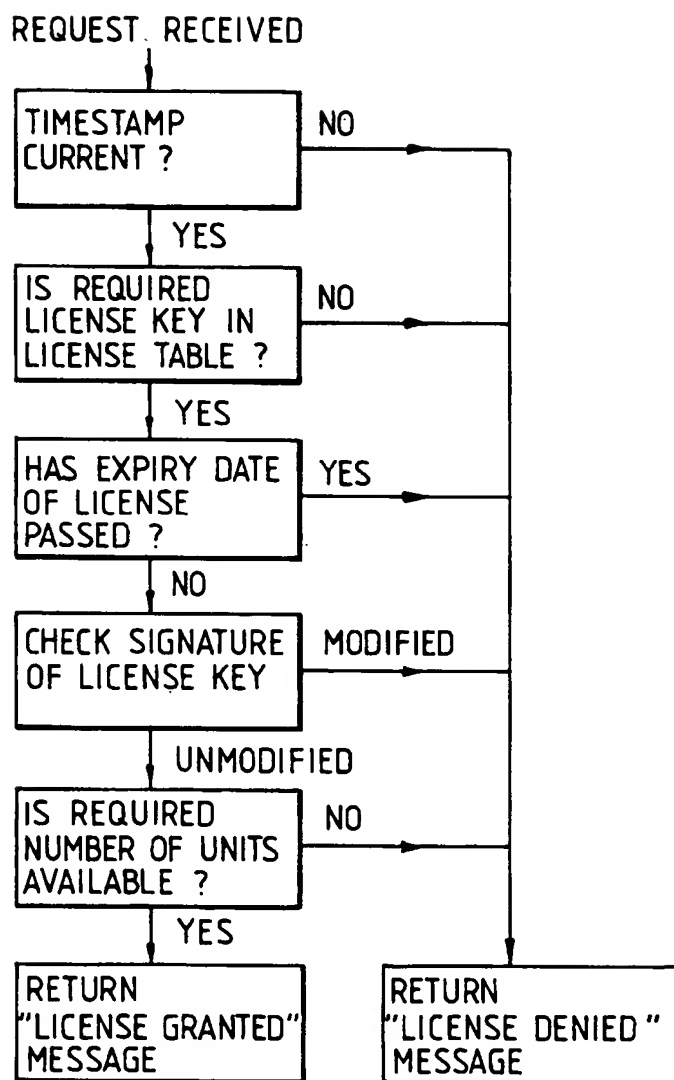 REQUEST RECEIVED
TIMESTAMP
CURRENT ?
NO
YES
IS REQUIRED
LICENSE KEY IN
LICENSE TABLE ?
NO
YES
HAS EXPIRY DATE
OF LICENSE
PASSED ?
YES
NO
CHECK SIGNATURE
OF LICENSE KEY
MODIFIED
UNMODIFIED
IS REQUIRED
NUMBER OF UNITS
AVAILABLE ?
NO
YES
RETURN
"LICENSE GRANTED"
MESSAGE
RETURN
"LICENSE DENIED"
MESSAGE